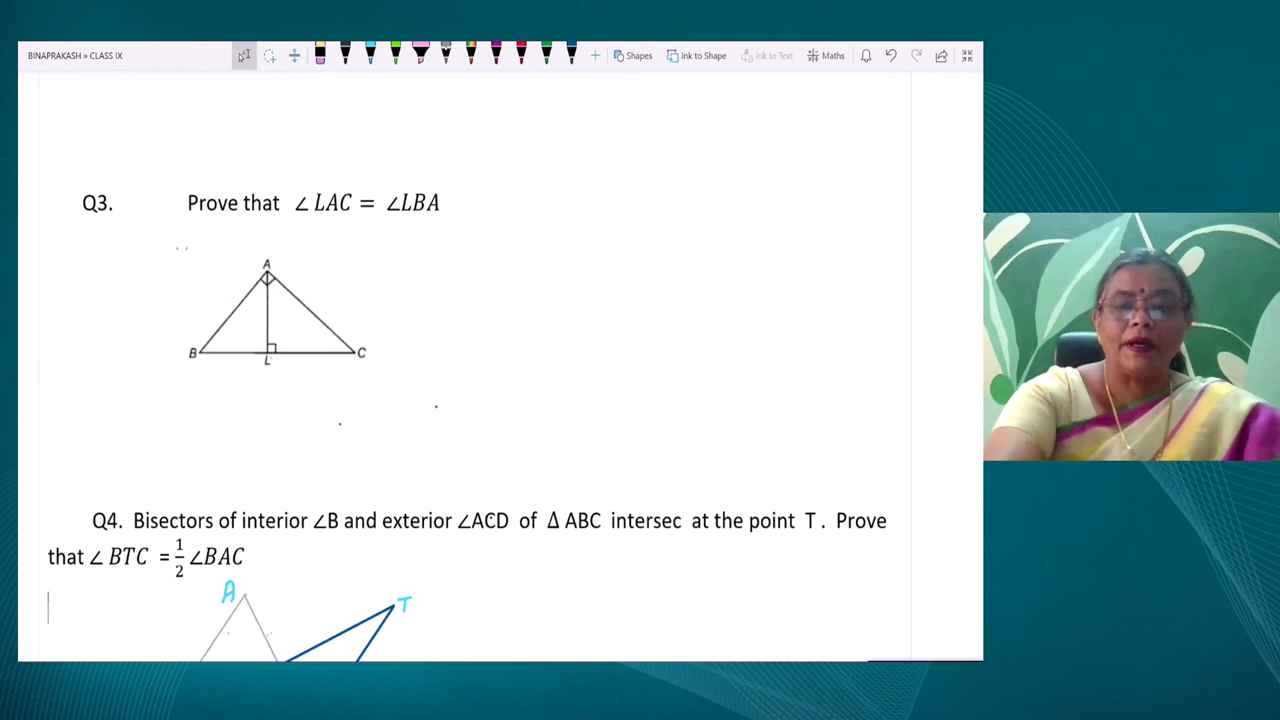 BINAPRAKASH » CLASS IX
Shapes
Ink to Shape
Ink to Text
Maths
Q3. Prove that ∠ LAC = ∠LBA
A
B
L
C
Q4. Bisectors of interior ∠B and exterior ∠ACD of Δ ABC intersec at the point T . Prove
that ∠ BTC = 1/2 ∠BAC
A
T